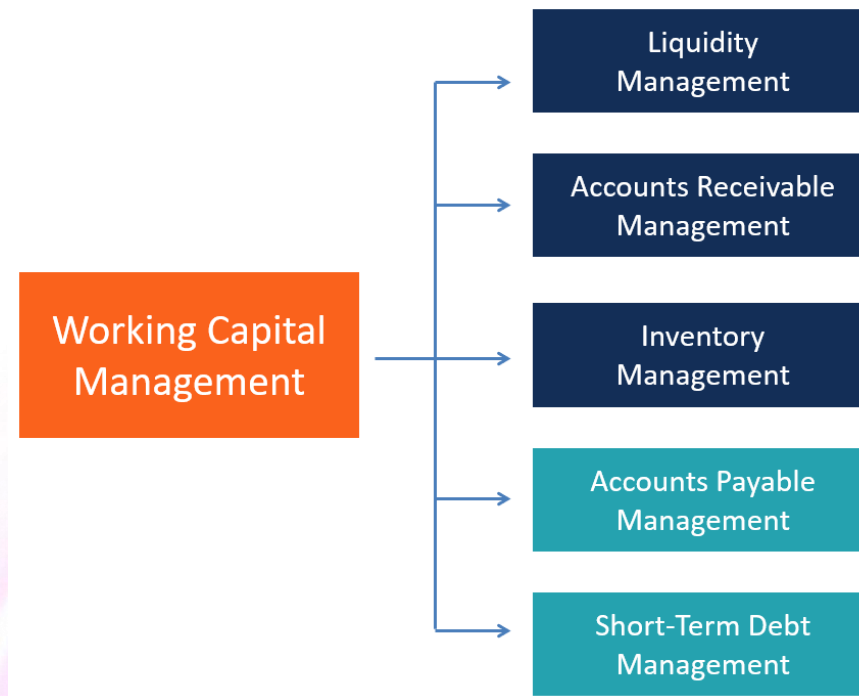 Working Capital
Management
Liquidity
Management
Accounts Receivable
Management
Inventory
Management
Accounts Payable
Management
Short-Term Debt
Management